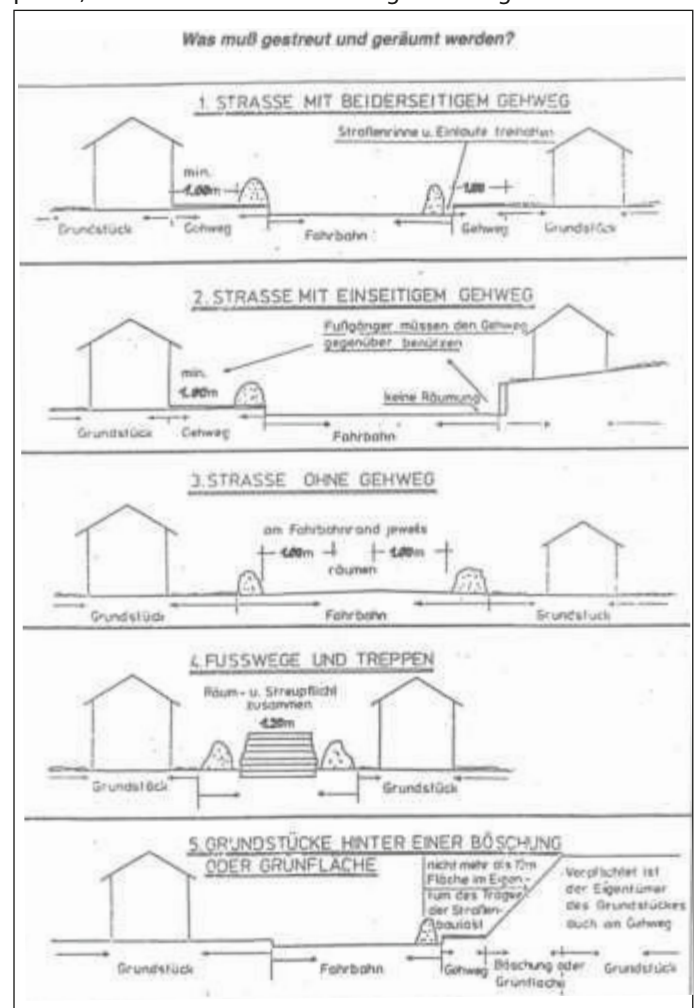 Was muß gestreut und geräumt werden?
1. STRASSE MIT BEIDERSEITIGEM GEHWEG
Straßenrinne u. Einläufe
min.
1.00m
1.00
Grundstück
Gehweg
Fahrbahn
Gehweg
Grundstück
2. STRASSE MIT EINSEITIGEM GEHWEG
Fußgänger müssen den Gehweg
gegenüber benützen
min.
1.00m
keine Räumung
Grundstück
Gehweg
Fahrbahn
3. STRASSE OHNE GEHWEG
am Fahrbahnrand jeweils
1.00m
1.00m
räumen
Grundstück
Fahrbahn
Grundstück
4. FUSSWEGE UND TREPPEN
Räum- u. Streupflicht
zusammen
1.20m
Grundstück
Grundstück
5. GRUNDSTÜCKE HINTER EINER BÖSCHUNG
ODER GRÜNFLÄCHE
nicht mehr als
Fläche im Eigen-
tum des
der Straßen-
baulast
Verpflichtet ist
der Eigentümer
des Grundstückes
auch am Gehweg
Grundstück
Fahrbahn
Gehweg
Böschung oder
Grünfläche
Grundstück